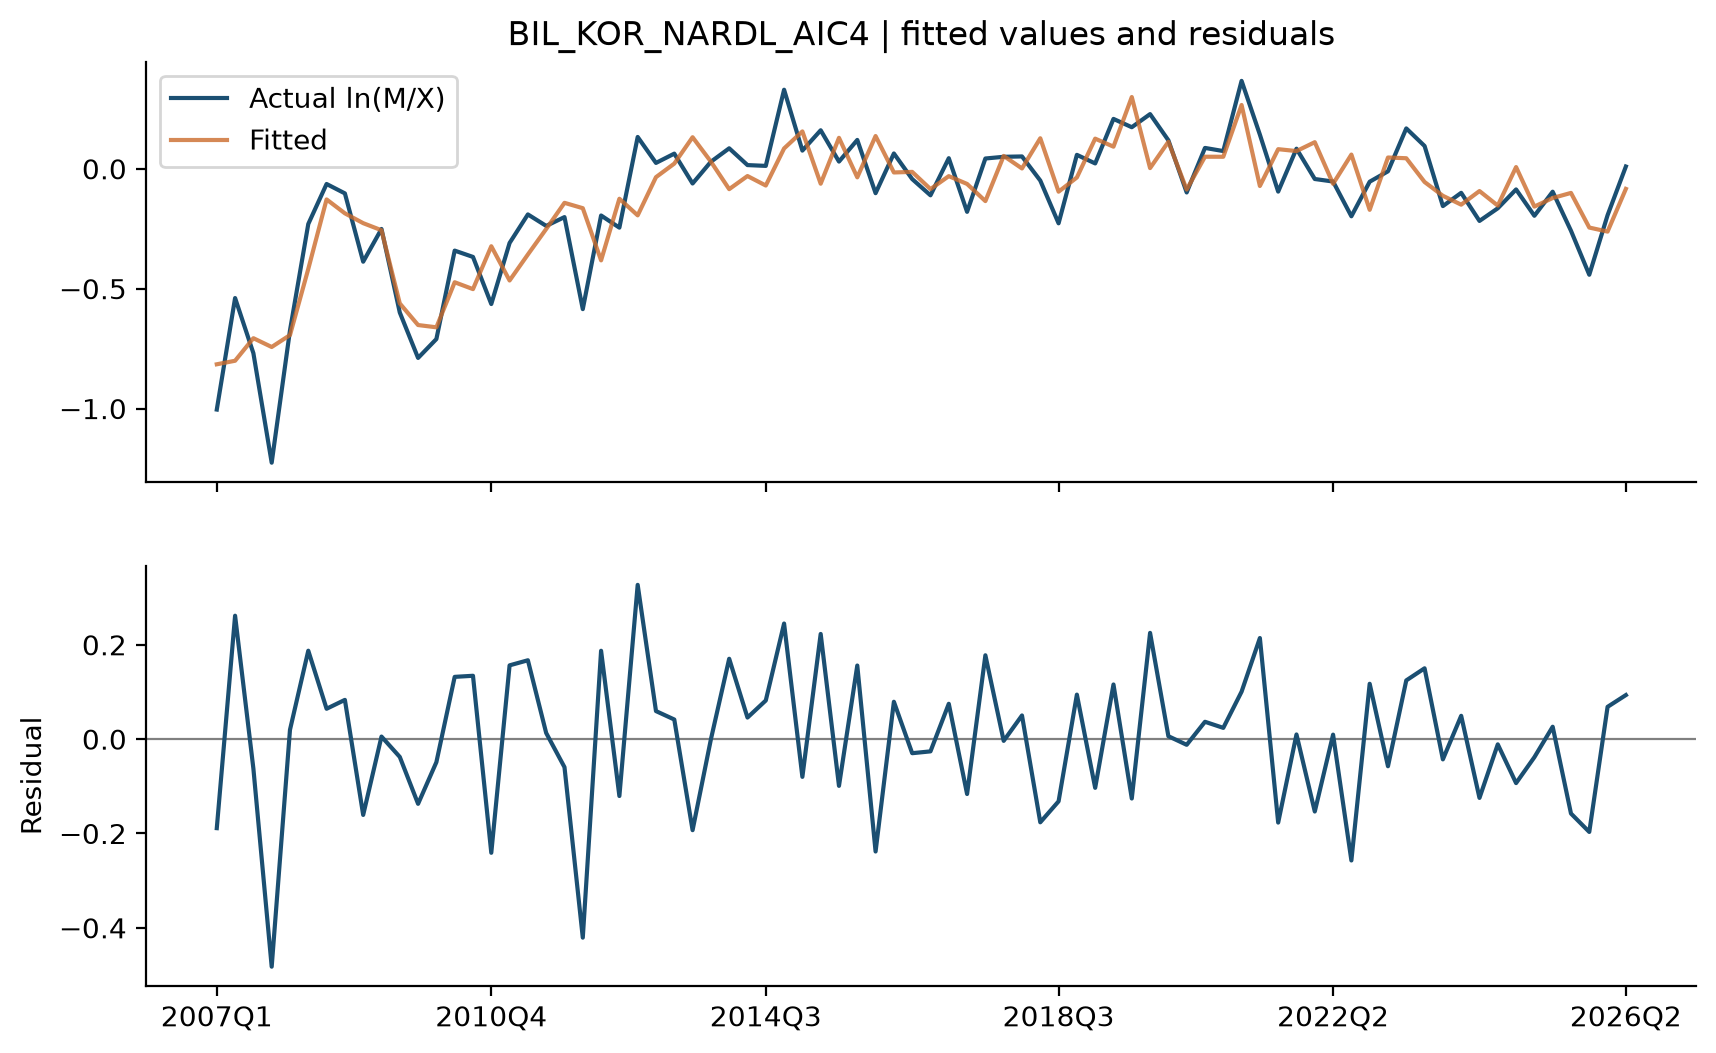 BIL_KOR_NARDL_AIC4 | fitted values and residuals
Actual ln(M/X)
Fitted
0.0
−0.5
−1.0
0.2
0.0
−0.2
−0.4
Residual
2007Q1 2010Q4 2014Q3 2018Q3 2022Q2 2026Q2